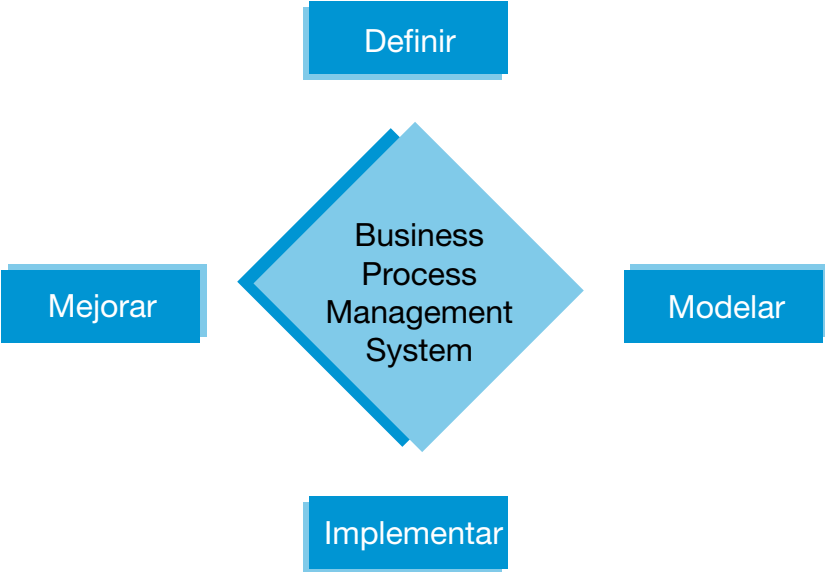 Definir
Business
Process
Management
System
Mejorar
Modelar
Implementar